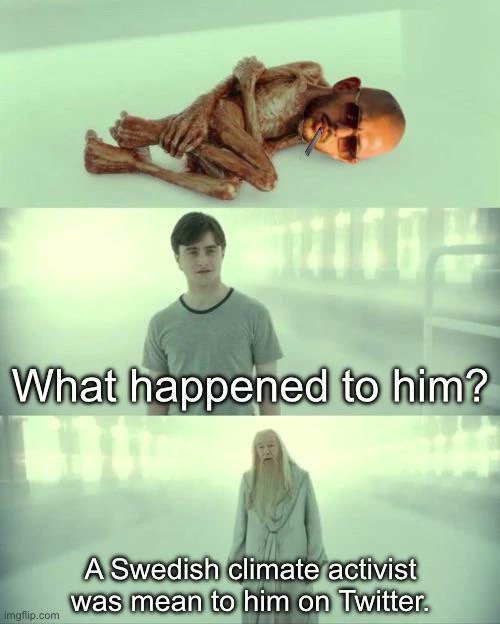 What happened to him?
A Swedish climate activist
was mean to him on Twitter.
imgflip.com